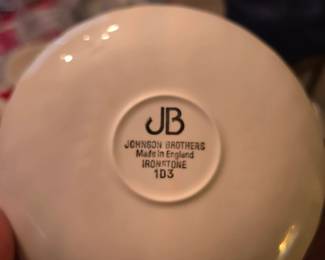 JB
JOHNSON BROTHERS
Made in England
IRONSTONE
1D3